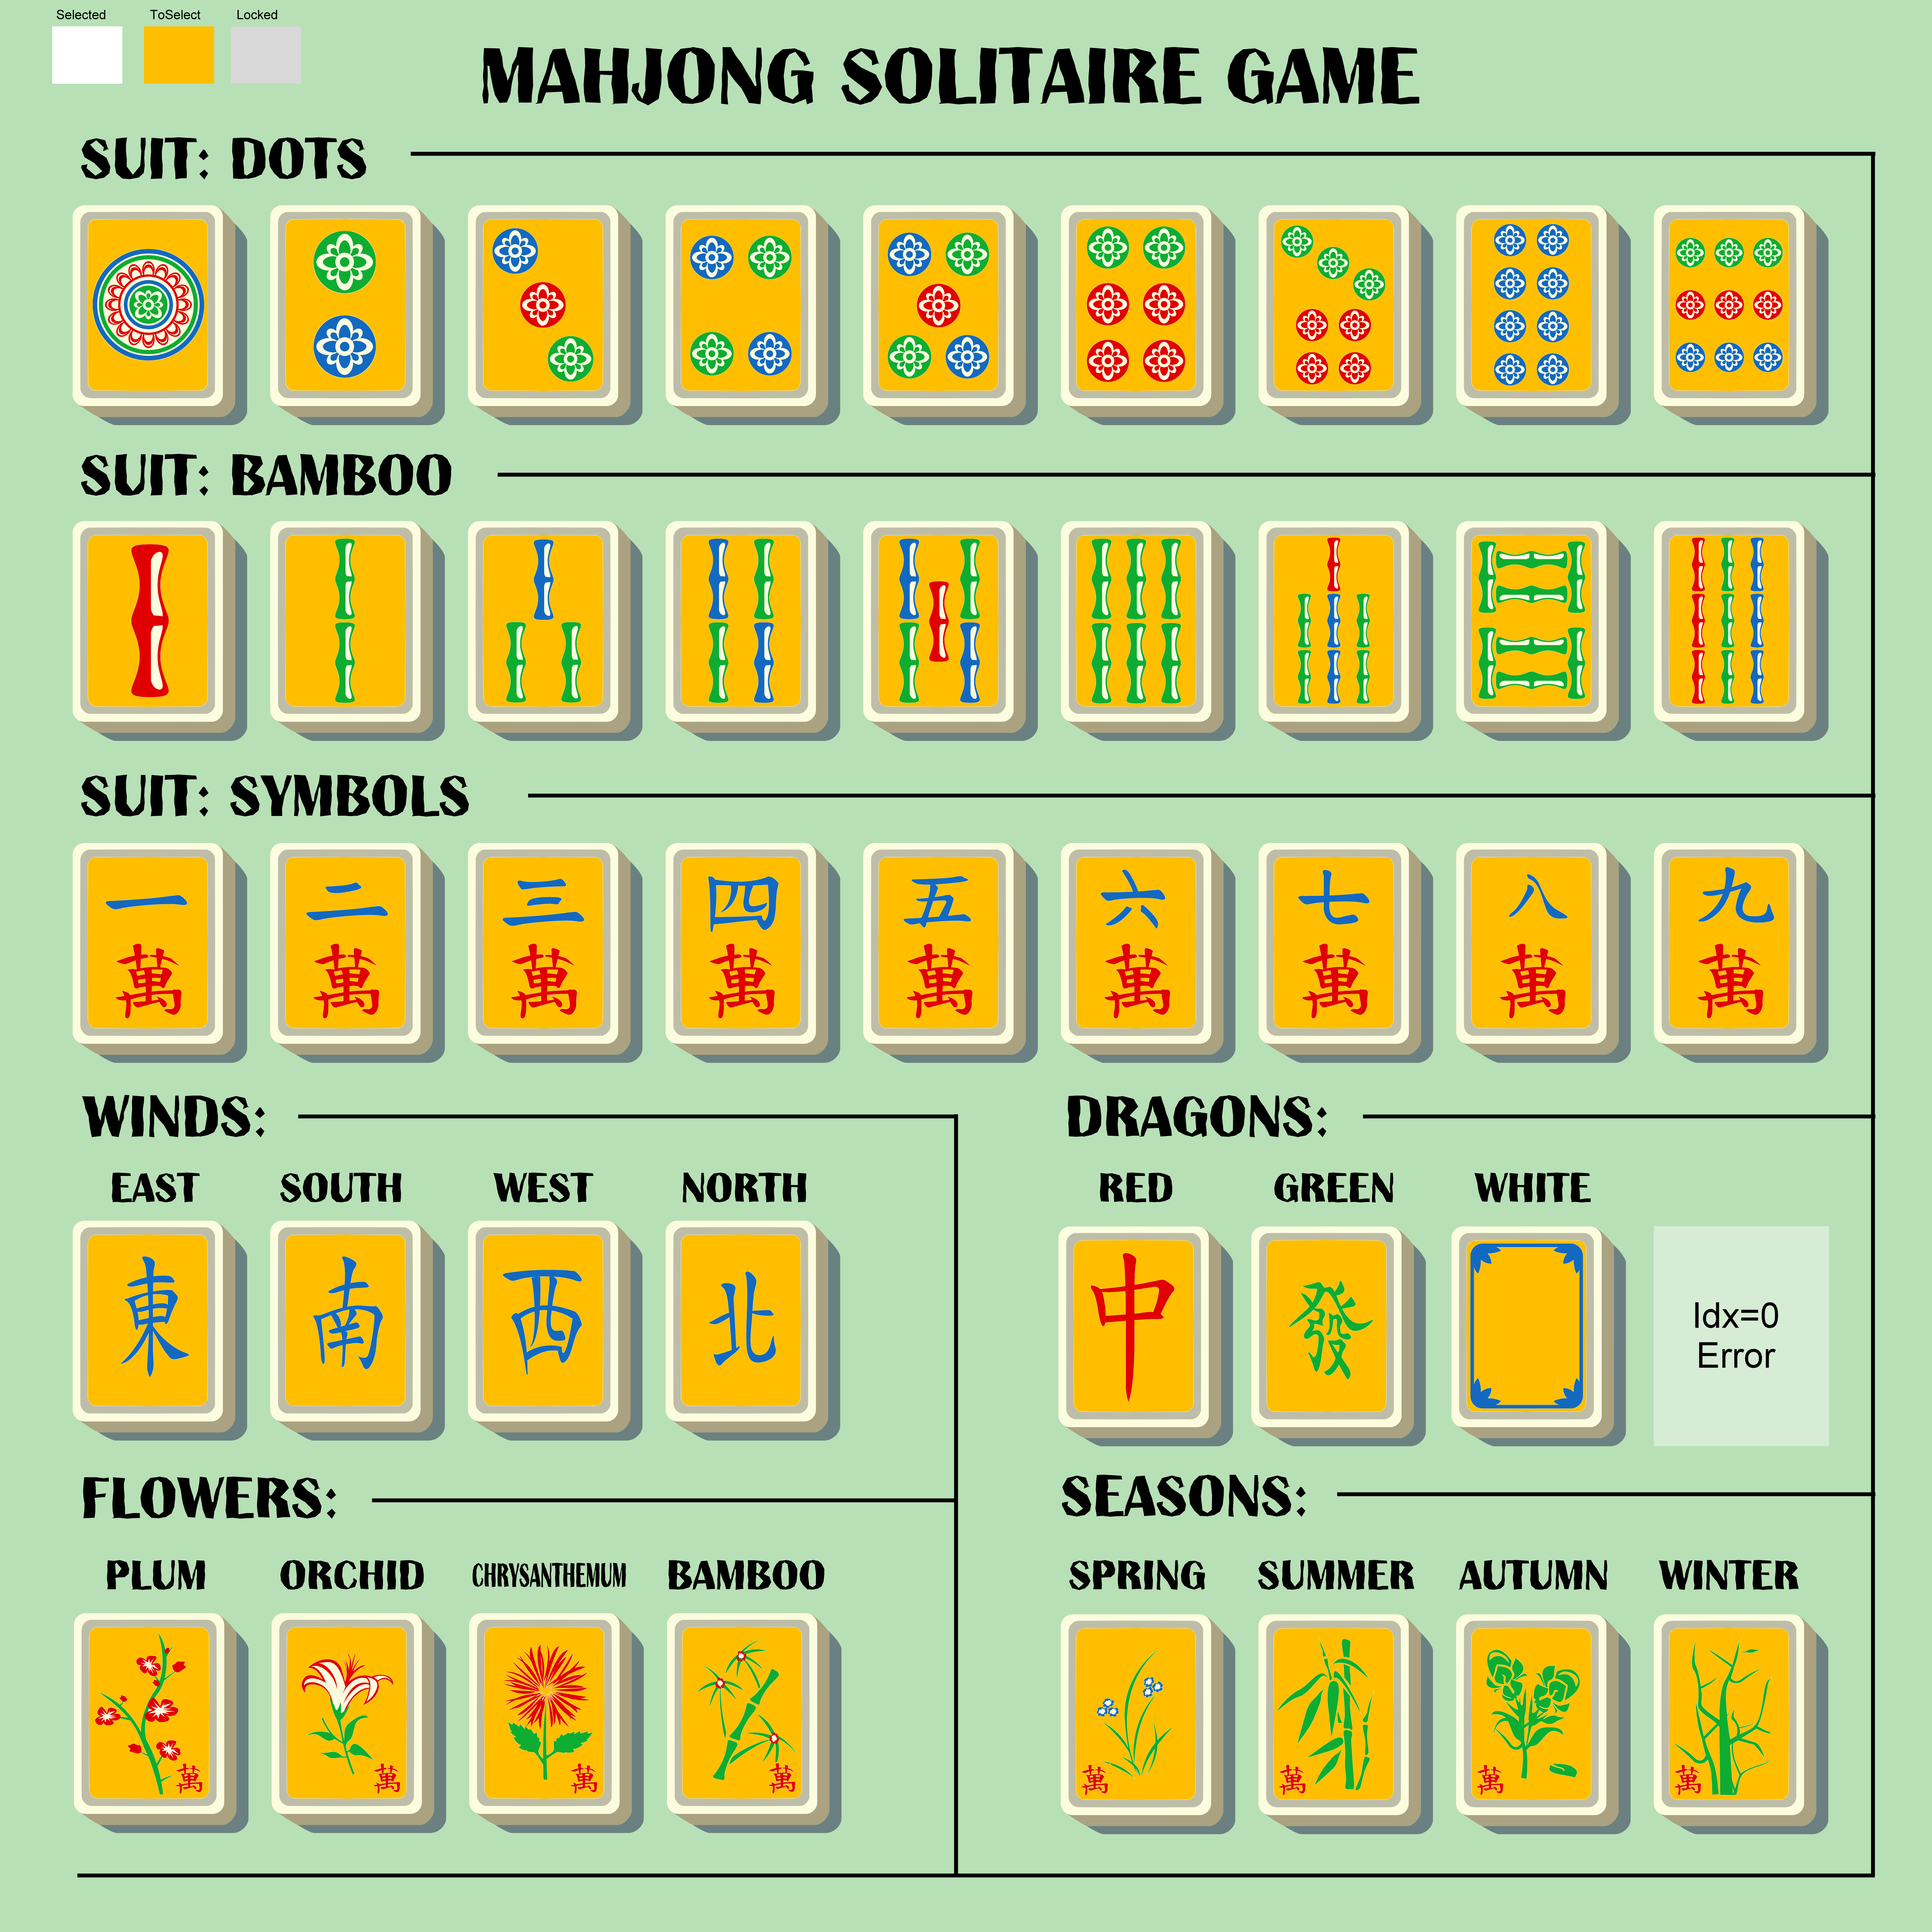 Selected ToSelect Locked
MAHJONG SOLITAIRE GAME
SUIT: DOTS
SUIT: BAMBOO
SUIT: SYMBOLS
一 二 三 四 五 六 七 八 九
萬 萬 萬 萬 萬 萬 萬 萬 萬
WINDS:
EAST SOUTH WEST NORTH
東 南 西 北
DRAGONS:
RED GREEN WHITE
中 發
Idx=0
Error
FLOWERS:
PLUM ORCHID CHRYSANTHEMUM BAMBOO
萬 萬 萬 萬
SEASONS:
SPRING SUMMER AUTUMN WINTER
萬 萬 萬 萬